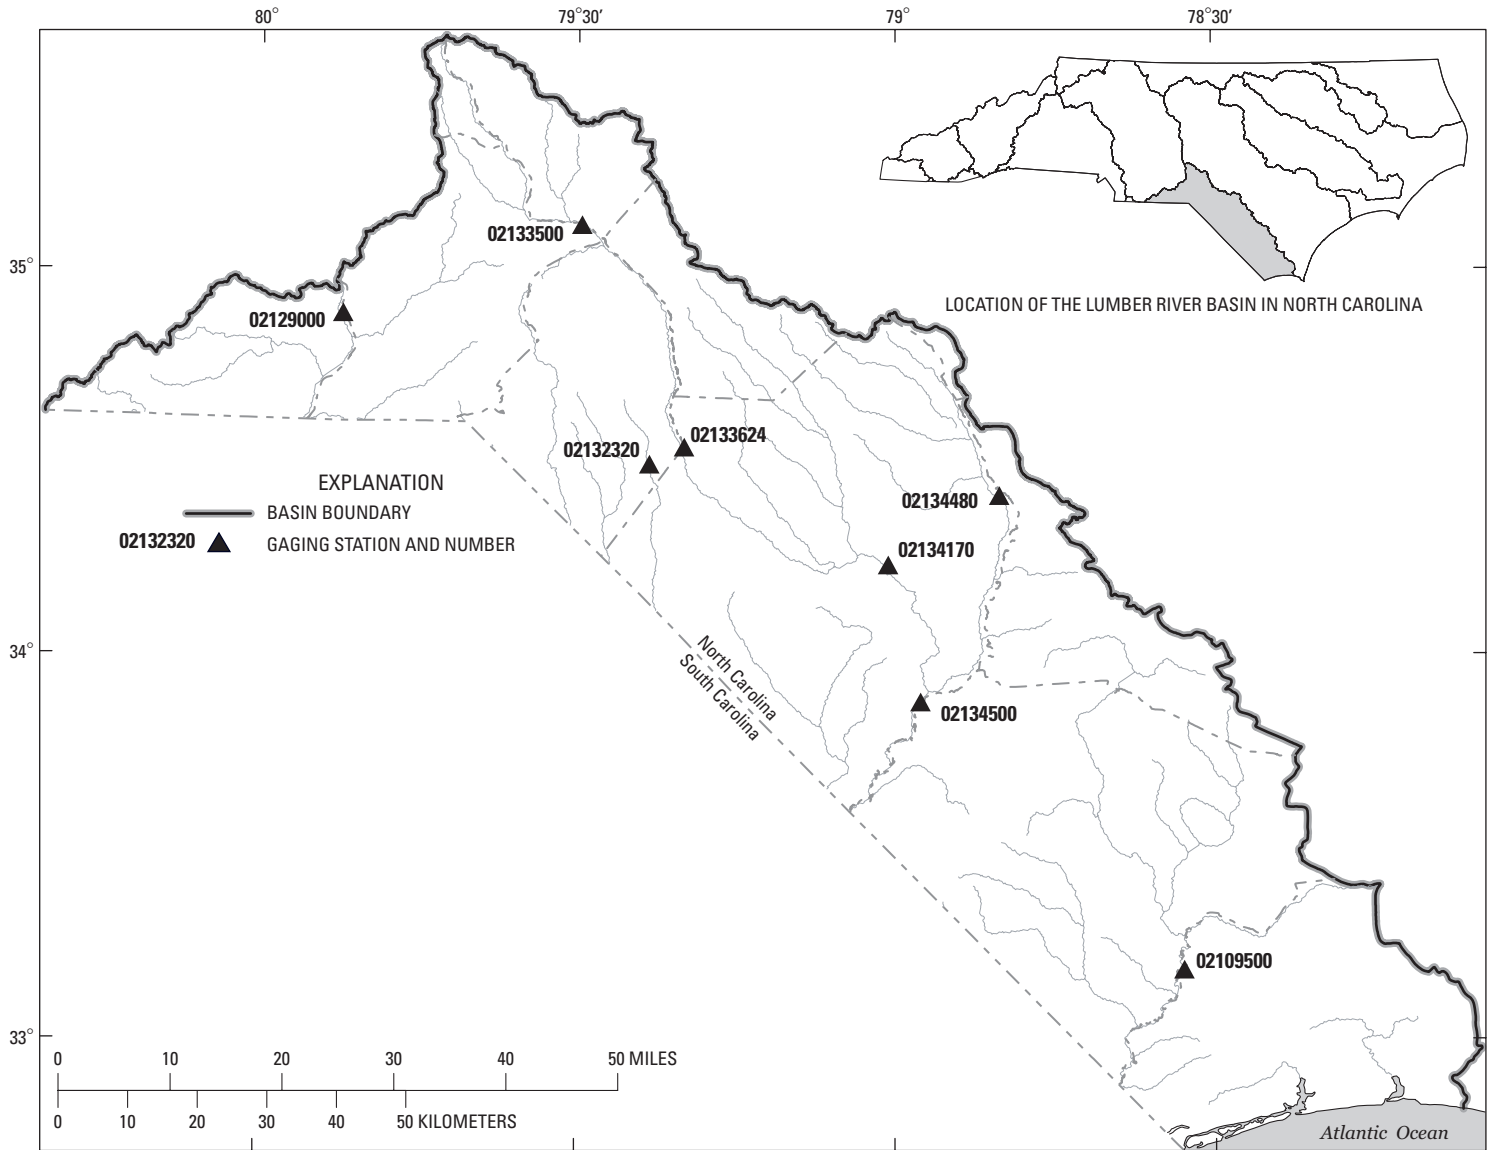 80° 79°30' 79° 78°30'
LOCATION OF THE LUMBER RIVER BASIN IN NORTH CAROLINA
02133500
35°
02129000
02133624
02132320
EXPLANATION
BASIN BOUNDARY
02132320 GAGING STATION AND NUMBER
02134480
02134170
34°
North Carolina
South Carolina
02134500
02109500
33°
0 10 20 30 40 50 MILES
0 10 20 30 40 50 KILOMETERS
Atlantic Ocean